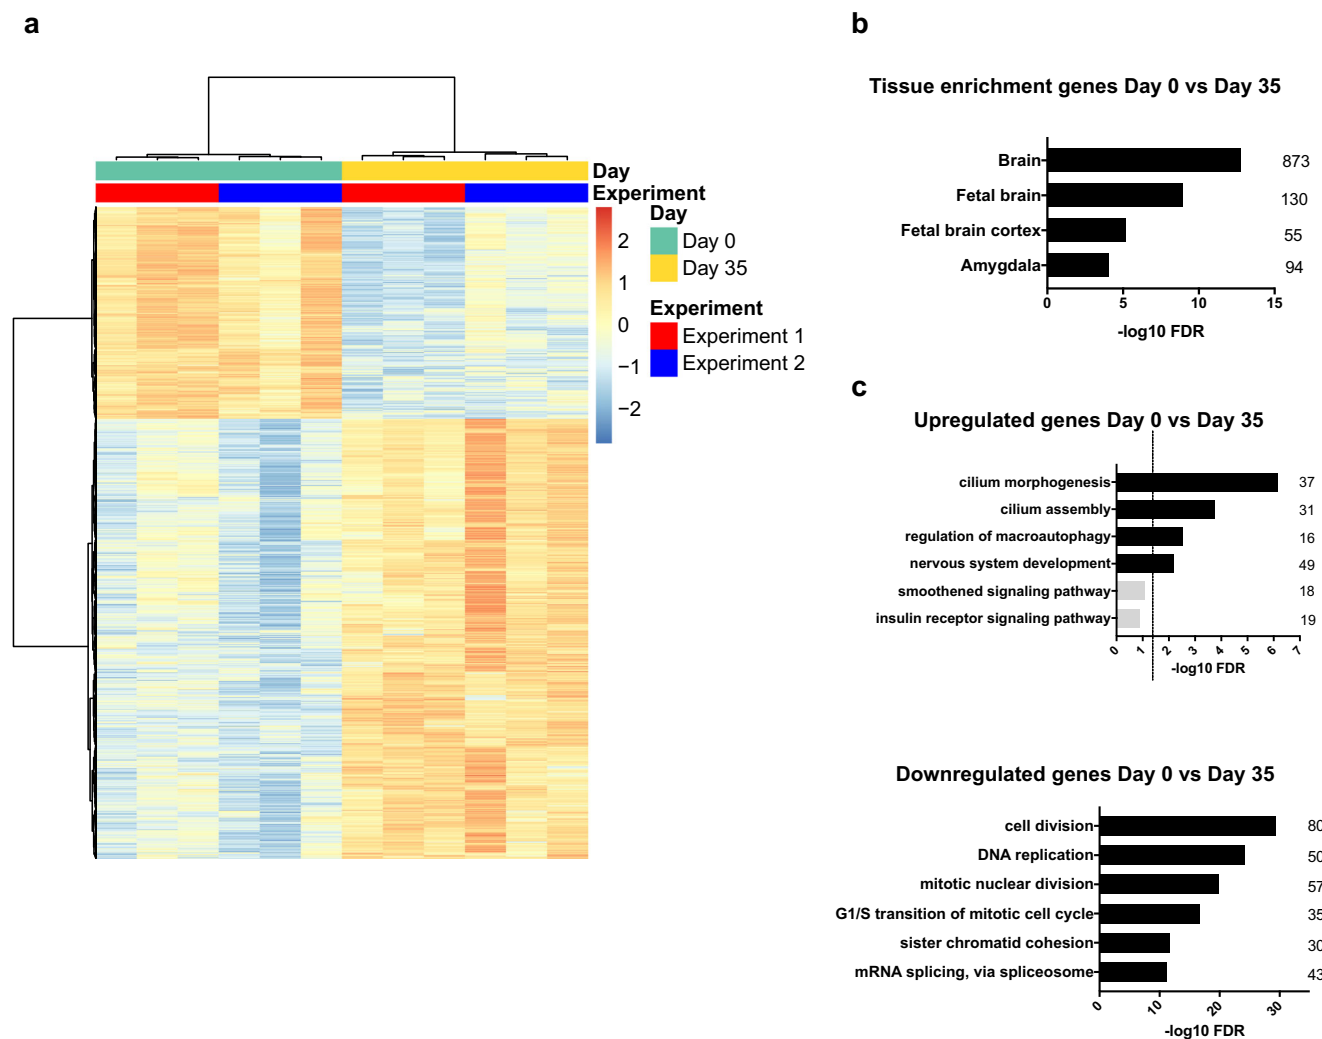 a
Day
Experiment
Day
Day 0
Day 35
Experiment
Experiment 1
Experiment 2
2
1
0
−1
−2
b
Tissue enrichment genes Day 0 vs Day 35
Brain 873
Fetal brain 130
Fetal brain cortex 55
Amygdala 94
0 5 10 15
-log10 FDR
c
Upregulated genes Day 0 vs Day 35
cilium morphogenesis 37
cilium assembly 31
regulation of macroautophagy 16
nervous system development 49
smoothened signaling pathway 18
insulin receptor signaling pathway 19
0 1 2 3 4 5 6 7
-log10 FDR
Downregulated genes Day 0 vs Day 35
cell division 80
DNA replication 50
mitotic nuclear division 57
G1/S transition of mitotic cell cycle 35
sister chromatid cohesion 30
mRNA splicing, via spliceosome 43
0 10 20 30
-log10 FDR